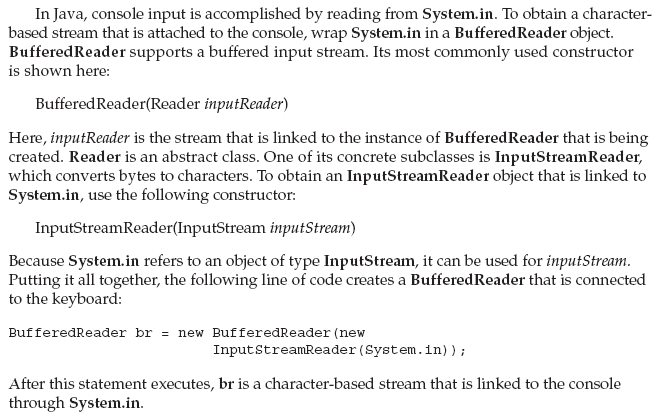 In Java, console input is accomplished by reading from System.in. To obtain a character-
based stream that is attached to the console, wrap System.in in a BufferedReader object.
BufferedReader supports a buffered input stream. Its most commonly used constructor
is shown here:
BufferedReader(Reader inputReader)
Here, inputReader is the stream that is linked to the instance of BufferedReader that is being
created. Reader is an abstract class. One of its concrete subclasses is InputStreamReader,
which converts bytes to characters. To obtain an InputStreamReader object that is linked to
System.in, use the following constructor:
InputStreamReader(InputStream inputStream)
Because System.in refers to an object of type InputStream, it can be used for inputStream.
Putting it all together, the following line of code creates a BufferedReader that is connected
to the keyboard:
BufferedReader br = new BufferedReader(new
InputStreamReader(System.in));
After this statement executes, br is a character-based stream that is linked to the console
through System.in.